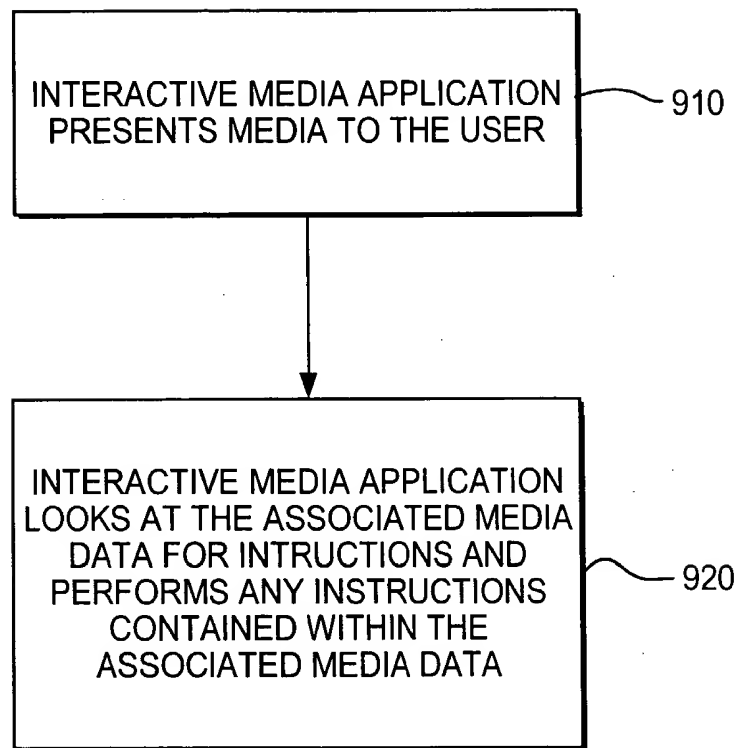 INTERACTIVE MEDIA APPLICATION
PRESENTS MEDIA TO THE USER
910
INTERACTIVE MEDIA APPLICATION
LOOKS AT THE ASSOCIATED MEDIA
DATA FOR INTRUCTIONS AND
PERFORMS ANY INSTRUCTIONS
CONTAINED WITHIN THE
ASSOCIATED MEDIA DATA
920